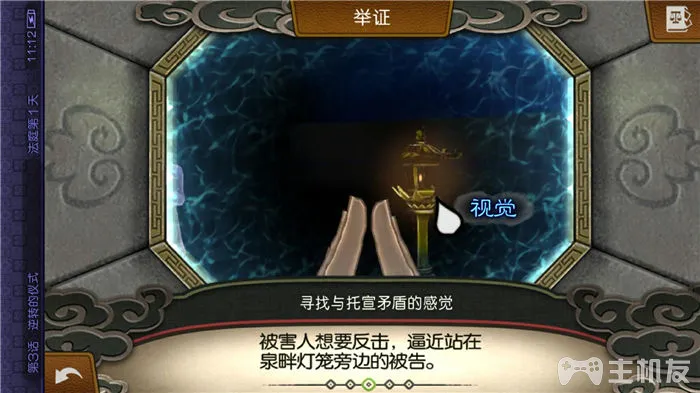 举证
11:12
法庭第1天
第3话 逆转的仪式
视觉
寻找与托宣矛盾的感觉
被害人想要反击，逼近站在
泉畔灯笼旁边的被告。
主机友